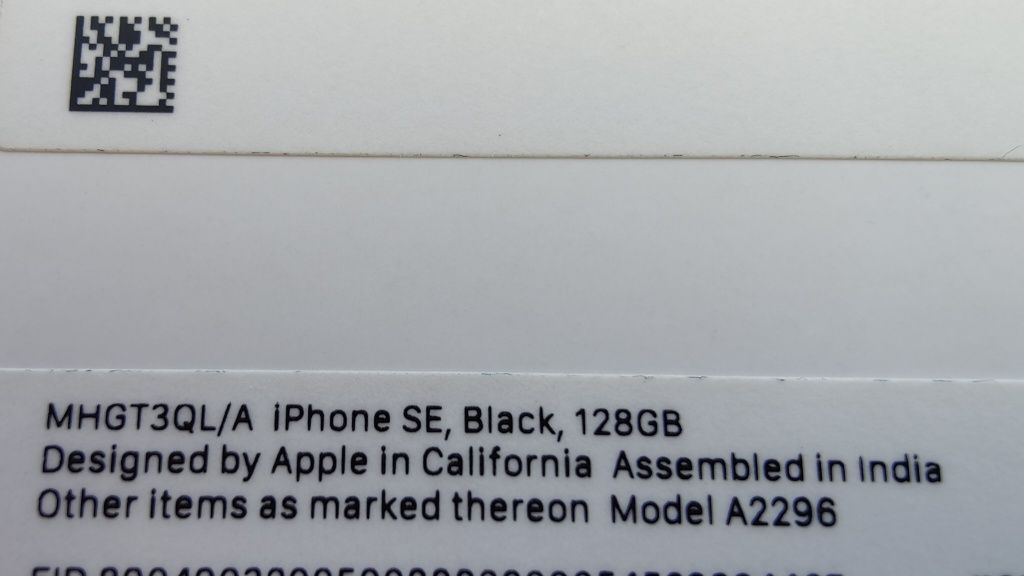 MHGT3QL/A iPhone SE, Black, 128GB
Designed by Apple in California Assembled in India
Other items as marked thereon Model A2296